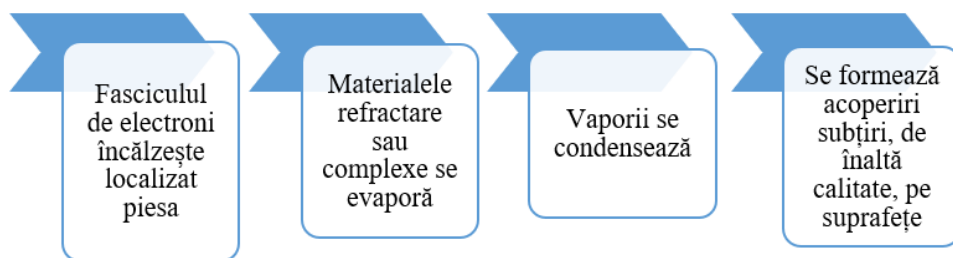 Fasciculul
de electroni
încălzește
localizat
piesa
Materialele
refractare
sau
complexe se
evaporă
Vaporii se
condensează
Se formează
acoperiri
subțiri, de
înaltă
calitate, pe
suprafețe